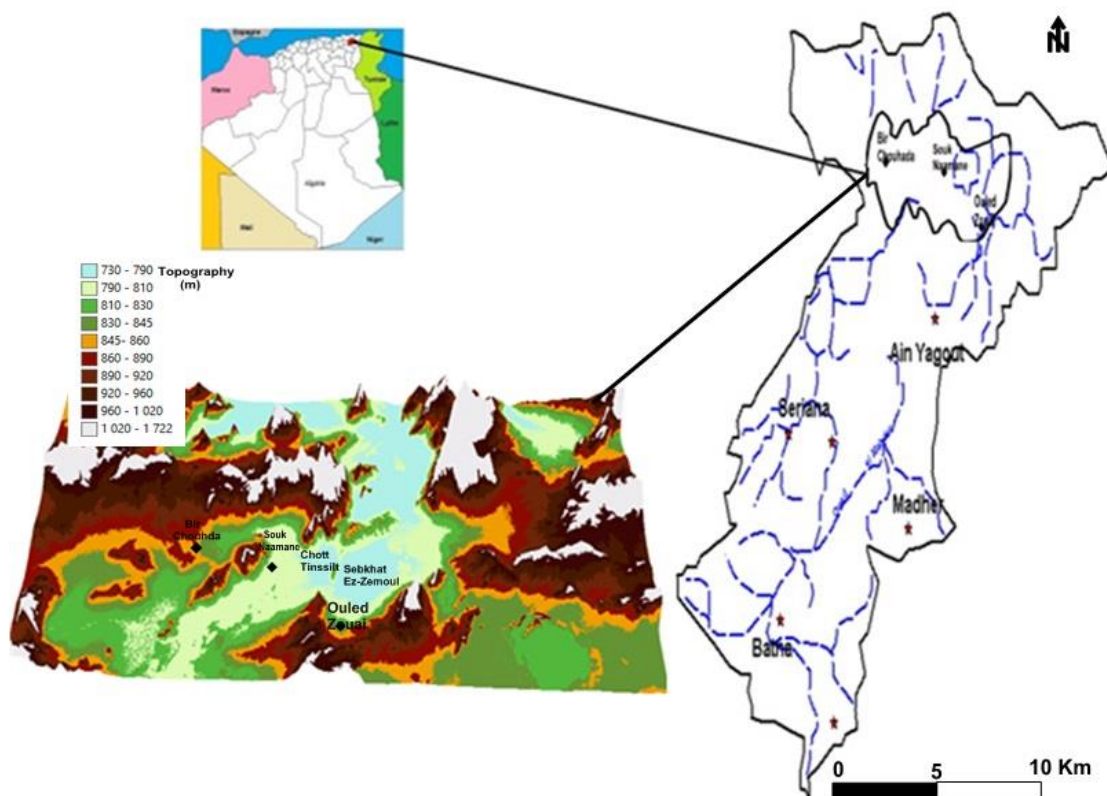 Espagne
Maroc
Tunisie
Libye
Algérie
Mali
Niger
N
Bir
Chouhada
Souk
Naamane
Ouled
Zouai
Ain Yagout
Seriana
Madher
Batna
0 5 10 Km
Topography
(m)
730 - 790
790 - 810
810 - 830
830 - 845
845- 860
860 - 890
890 - 920
920 - 960
960 - 1 020
1 020 - 1 722
Bir
Chouhda
Souk
Naamane
Chott
Tinssilt
Sebkhat
Ez-Zemoul
Ouled
Zouai